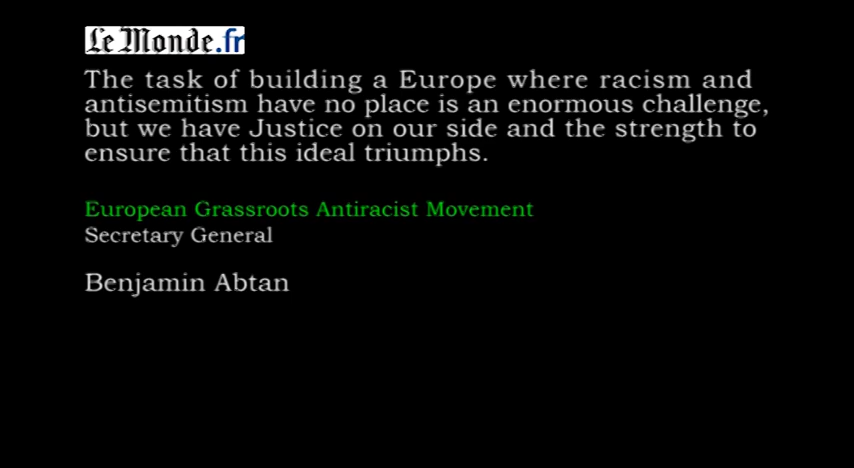 Le Monde.fr
The task of building a Europe where racism and
antisemitism have no place is an enormous challenge,
but we have Justice on our side and the strength to
ensure that this ideal triumphs.
European Grassroots Antiracist Movement
Secretary General
Benjamin Abtan